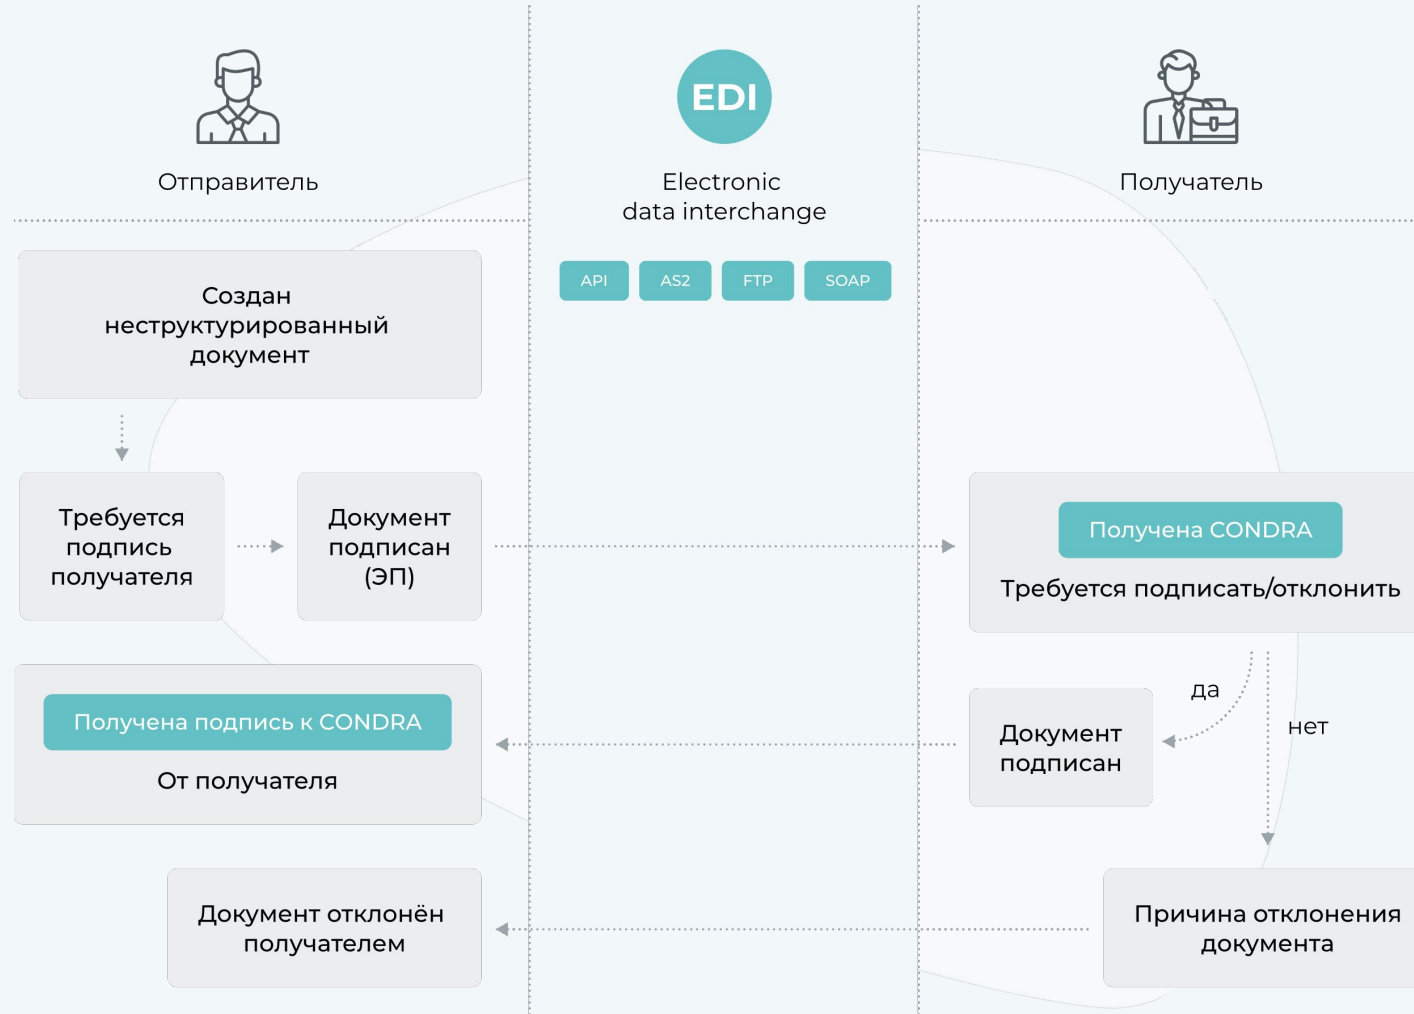 EDI
Отправитель
Electronic
data interchange
Получатель
API
AS2
FTP
SOAP
Создан
неструктурированный
документ
Требуется
подпись
получателя
Документ
подписан
(ЭП)
Получена CONDRA
Требуется подписать/отклонить
да
нет
Документ
подписан
Получена подпись к CONDRA
От получателя
Документ отклонён
получателем
Причина отклонения
документа